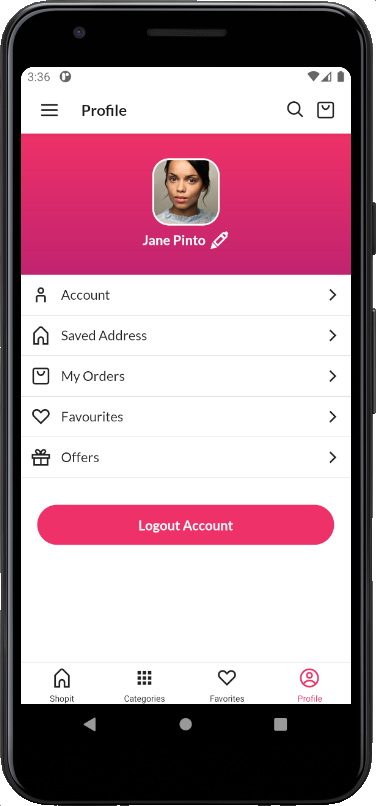 3:36
Profile
Jane Pinto
Account
Saved Address
My Orders
Favourites
Offers
Logout Account
Shopit
Categories
Favorites
Profile